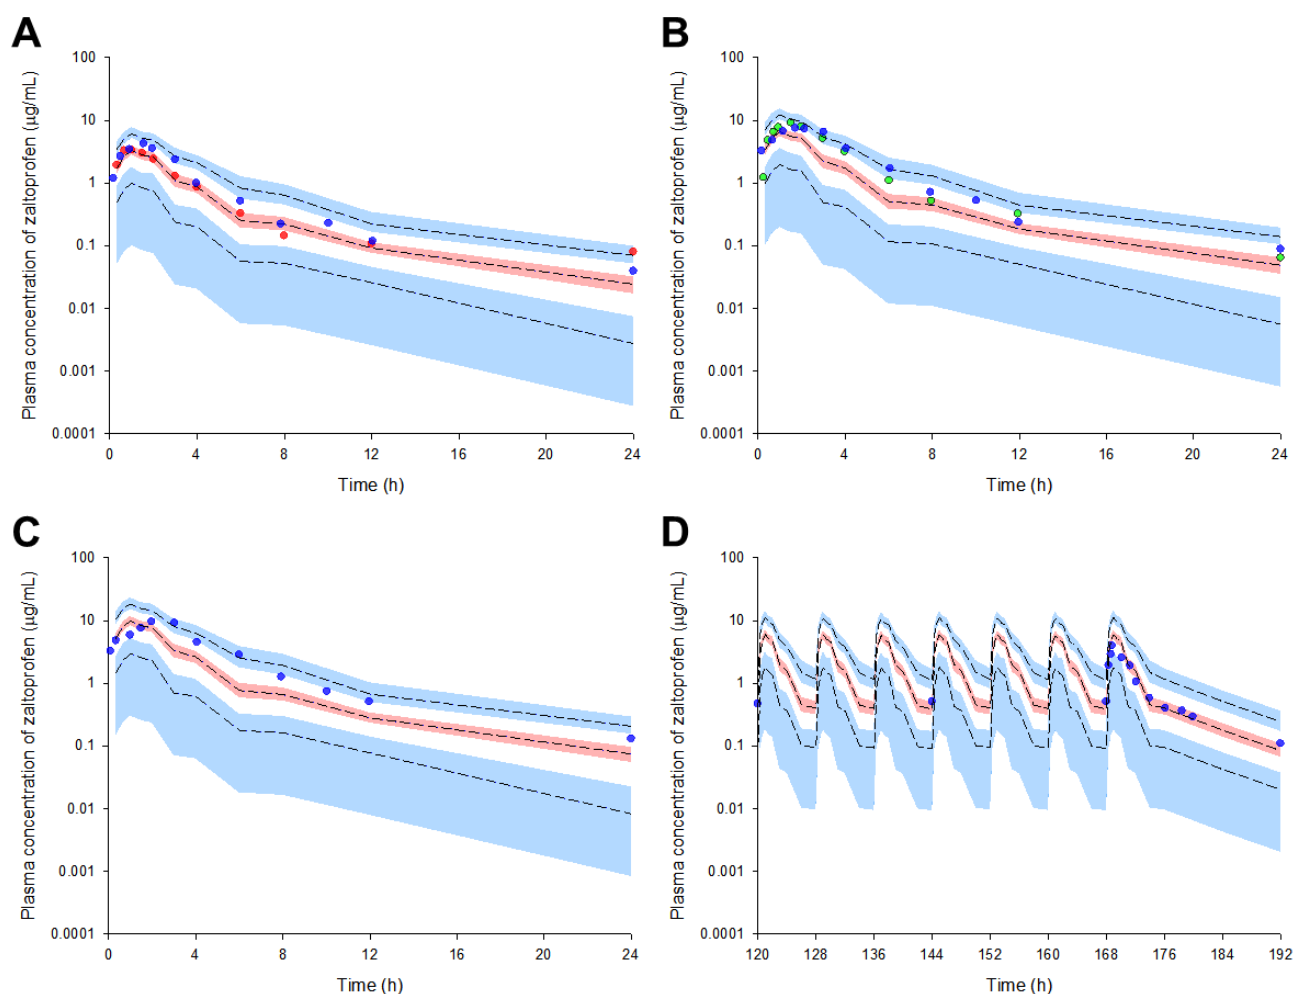 A
Plasma concentration of zaltoprofen (µg/mL)
100
10
1
0.1
0.01
0.001
0.0001
0 4 8 12 16 20 24
Time (h)
B
Plasma concentration of zaltoprofen (µg/mL)
100
10
1
0.1
0.01
0.001
0.0001
0 4 8 12 16 20 24
Time (h)
C
Plasma concentration of zaltoprofen (µg/mL)
100
10
1
0.1
0.01
0.001
0.0001
0 4 8 12 16 20 24
Time (h)
D
Plasma concentration of zaltoprofen (µg/mL)
100
10
1
0.1
0.01
0.001
0.0001
120 128 136 144 152 160 168 176 184 192
Time (h)